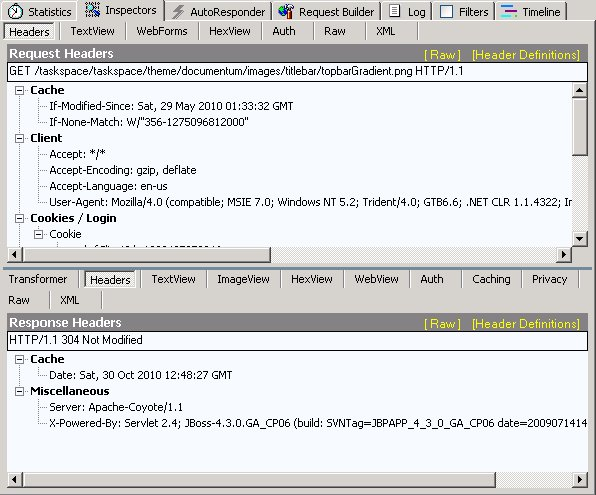 Statistics Inspectors AutoResponder Request Builder Log Filters Timeline
Headers TextView WebForms HexView Auth Raw XML
Request Headers [ Raw ] [Header Definitions]
GET /taskspace/taskspace/theme/documentum/images/titlebar/topbarGradient.png HTTP/1.1
Cache
If-Modified-Since: Sat, 29 May 2010 01:33:32 GMT
If-None-Match: W/"356-1275096812000"
Client
Accept: */*
Accept-Encoding: gzip, deflate
Accept-Language: en-us
User-Agent: Mozilla/4.0 (compatible; MSIE 7.0; Windows NT 5.2; Trident/4.0; GTB6.6; .NET CLR 1.1.4322; In
Cookies / Login
Cookie
Transformer Headers TextView ImageView HexView WebView Auth Caching Privacy
Raw XML
Response Headers [ Raw ] [Header Definitions]
HTTP/1.1 304 Not Modified
Cache
Date: Sat, 30 Oct 2010 12:48:27 GMT
Miscellaneous
Server: Apache-Coyote/1.1
X-Powered-By: Servlet 2.4; JBoss-4.3.0.GA_CP06 (build: SVNTag=JBPAPP_4_3_0_GA_CP06 date=2009071414